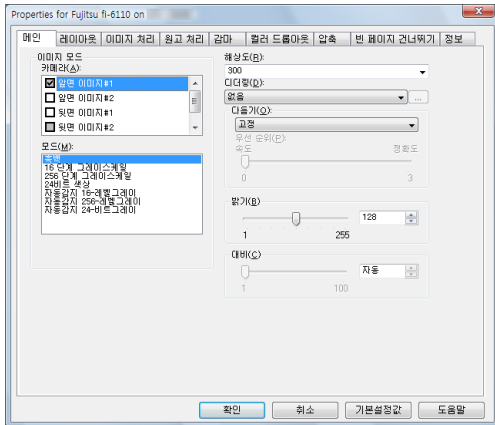 Properties for Fujitsu fi-6110 on
메인 레이아웃 이미지 처리 원고 처리 감마 컬러 드롭아웃 압축 빈 페이지 건너뛰기 정보
이미지 모드
카메라(A):
앞면 이미지#1
앞면 이미지#2
뒷면 이미지#1
뒷면 이미지#2
모드(M):
흑백
16 단계 그레이스케일
256 단계 그레이스케일
24비트 색상
자동감지 16-레벨그레이
자동감지 256-레벨그레이
자동감지 24-비트그레이
해상도(R):
300
디더링(D):
없음
...
다듬기(O):
고정
우선 순위(P):
속도 정확도
0 3
밝기(B)
128
1 255
대비(C)
자동
1 100
확인 취소 기본설정값 도움말